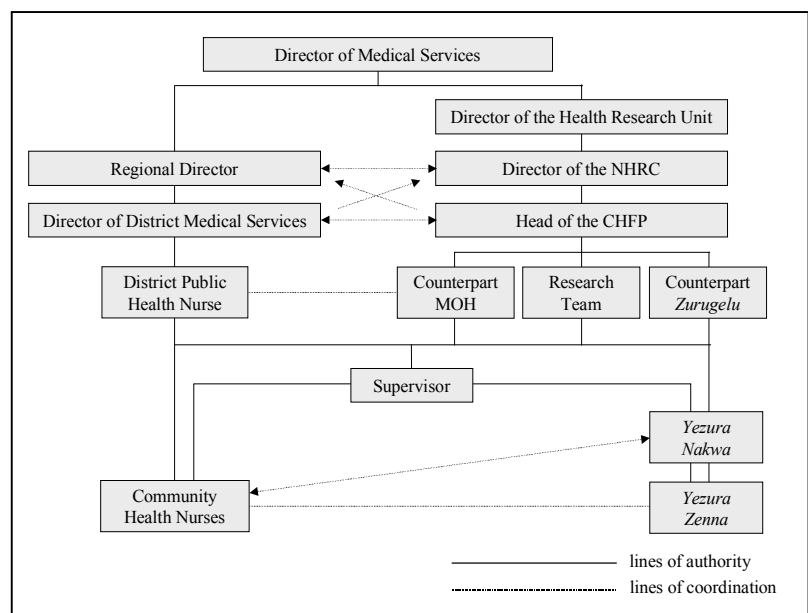 Director of Medical Services
Director of the Health Research Unit
Regional Director
Director of the NHRC
Director of District Medical Services
Head of the CHFP
District Public
Health Nurse
Counterpart
MOH
Research
Team
Counterpart
Zurugelu
Supervisor
Yezura
Nakwa
Community
Health Nurses
Yezura
Zenna
lines of authority
lines of coordination